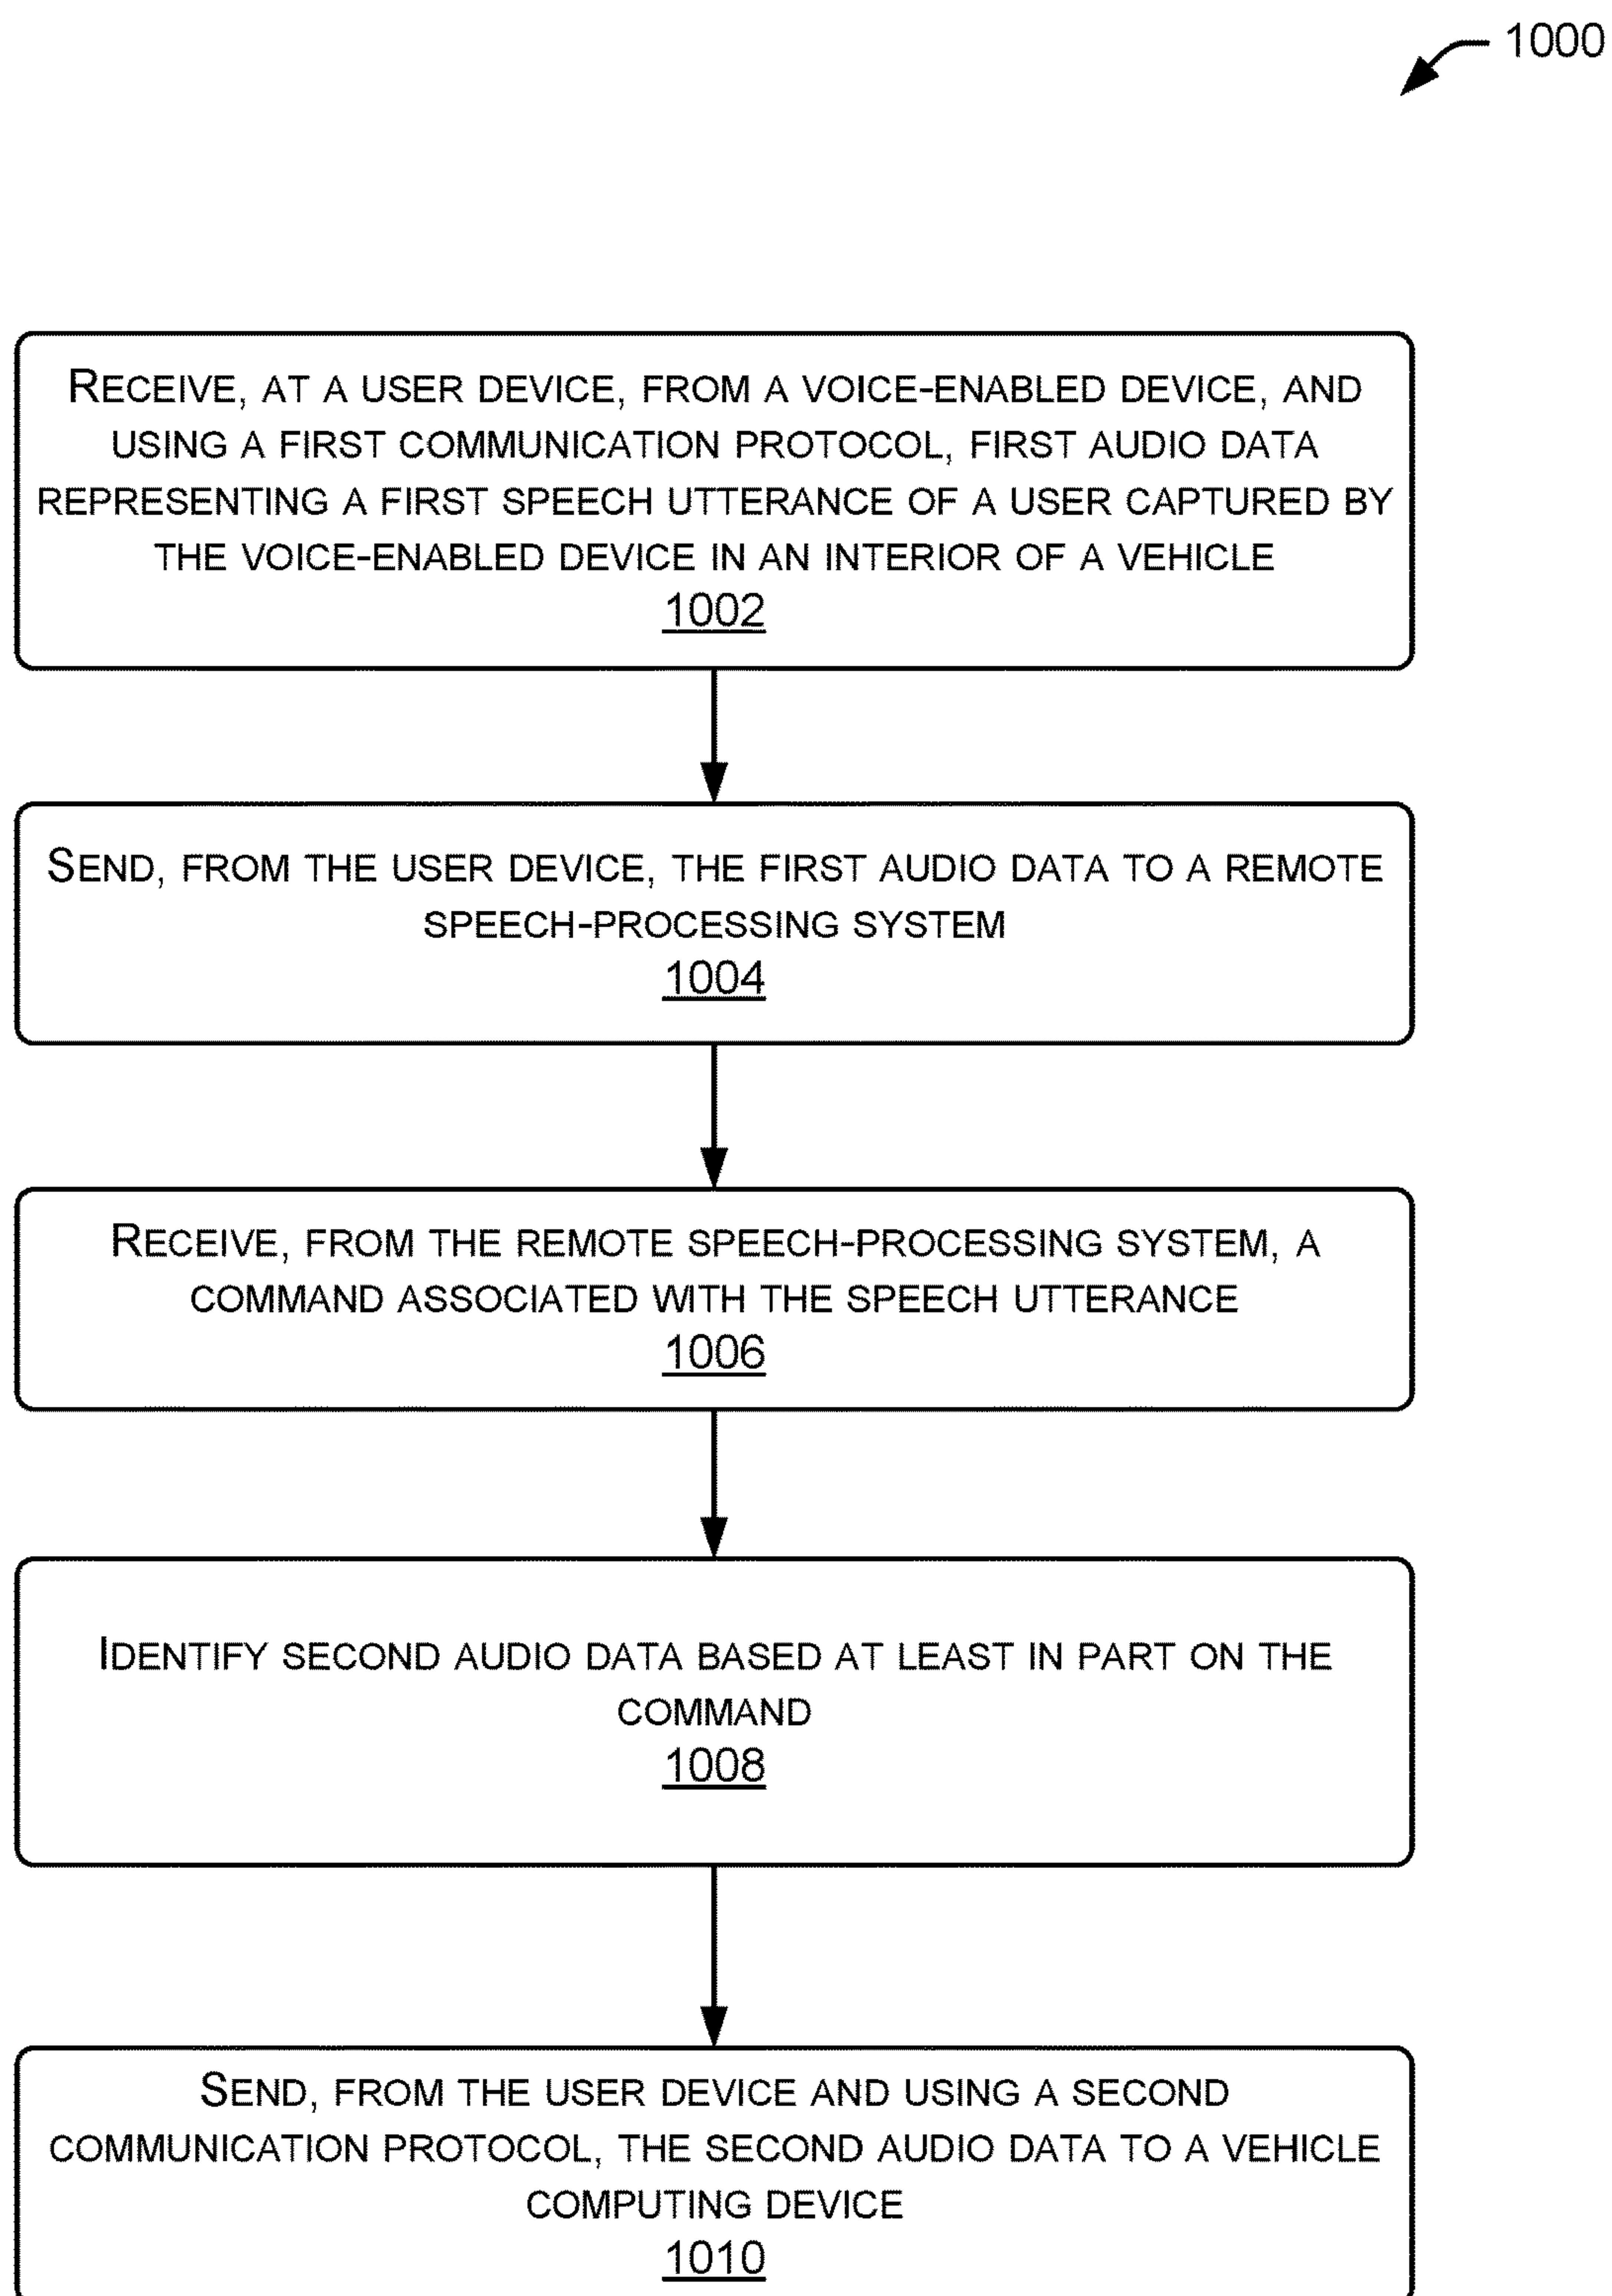 1000
RECEIVE, AT A USER DEVICE, FROM A VOICE-ENABLED DEVICE, AND
USING A FIRST COMMUNICATION PROTOCOL, FIRST AUDIO DATA
REPRESENTING A FIRST SPEECH UTTERANCE OF A USER CAPTURED BY
THE VOICE-ENABLED DEVICE IN AN INTERIOR OF A VEHICLE
1002
SEND, FROM THE USER DEVICE, THE FIRST AUDIO DATA TO A REMOTE
SPEECH-PROCESSING SYSTEM
1004
RECEIVE, FROM THE REMOTE SPEECH-PROCESSING SYSTEM, A
COMMAND ASSOCIATED WITH THE SPEECH UTTERANCE
1006
IDENTIFY SECOND AUDIO DATA BASED AT LEAST IN PART ON THE
COMMAND
1008
SEND, FROM THE USER DEVICE AND USING A SECOND
COMMUNICATION PROTOCOL, THE SECOND AUDIO DATA TO A VEHICLE
COMPUTING DEVICE
1010